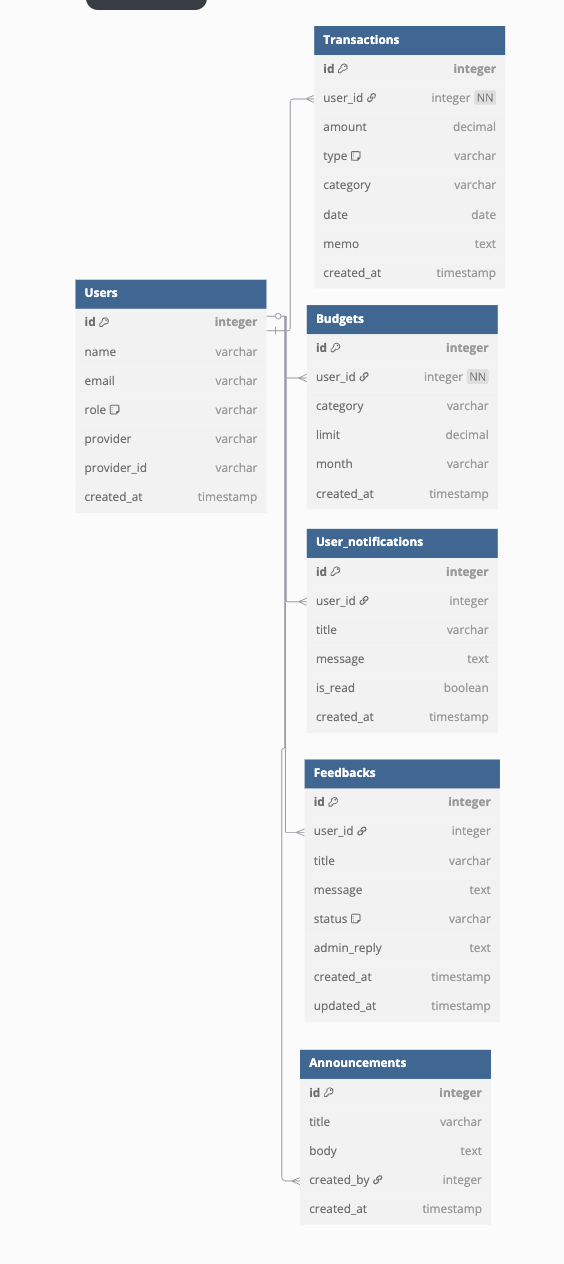 Transactions
id integer
user_id integer NN
amount decimal
type varchar
category varchar
date date
memo text
created_at timestamp
Users
id integer
name varchar
email varchar
role varchar
provider varchar
provider_id varchar
created_at timestamp
Budgets
id integer
user_id integer NN
category varchar
limit decimal
month varchar
created_at timestamp
User_notifications
id integer
user_id integer
title varchar
message text
is_read boolean
created_at timestamp
Feedbacks
id integer
user_id integer
title varchar
message text
status varchar
admin_reply text
created_at timestamp
updated_at timestamp
Announcements
id integer
title varchar
body text
created_by integer
created_at timestamp